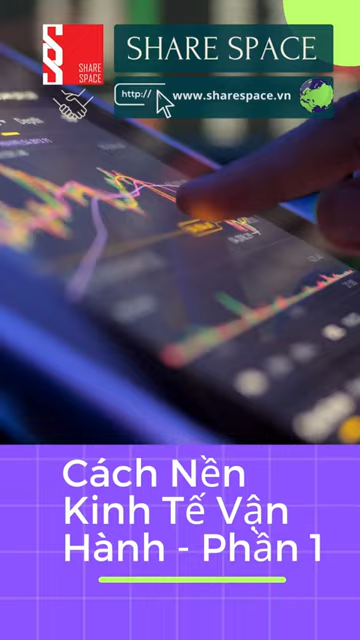 SHARE SPACE
SHARE
SPACE
http://
www.sharespace.vn
Cách Nền
Kinh Tế Vận
Hành - Phần 1